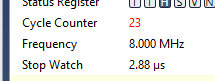 Status Register I T H S V N
Cycle Counter 23
Frequency 8.000 MHz
Stop Watch 2.88 µs